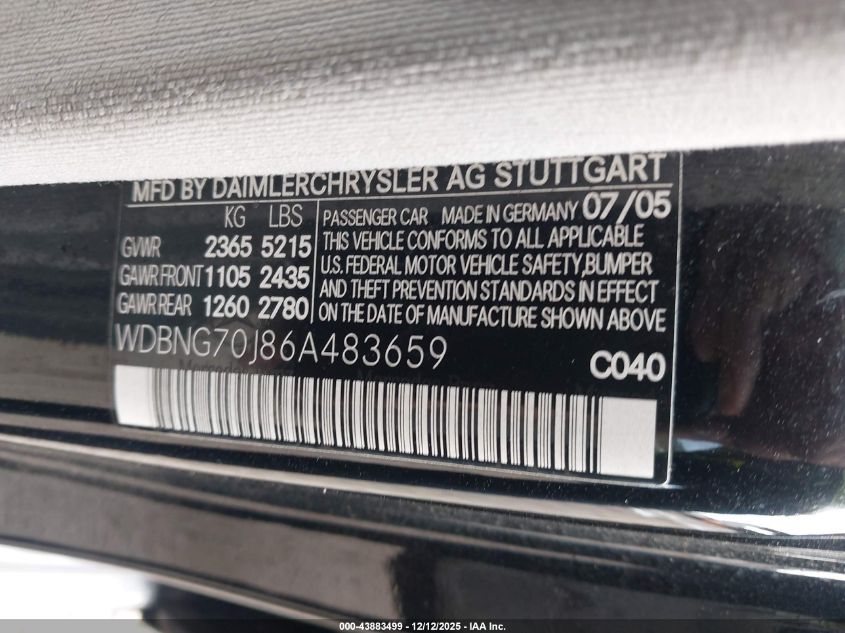 MFD BY DAIMLERCHRYSLER AG STUTTGART
KG LBS
GVWR 2365 5215
GAWR FRONT 1105 2435
GAWR REAR 1260 2780
PASSENGER CAR MADE IN GERMANY 07/05
THIS VEHICLE CONFORMS TO ALL APPLICABLE
U.S. FEDERAL MOTOR VEHICLE SAFETY,BUMPER
AND THEFT PREVENTION STANDARDS IN EFFECT
ON THE DATE OF MANUFACTURE SHOWN ABOVE
WDBNG70J86A483659
C040
000-43883499 - 12/12/2025 - IAA Inc.